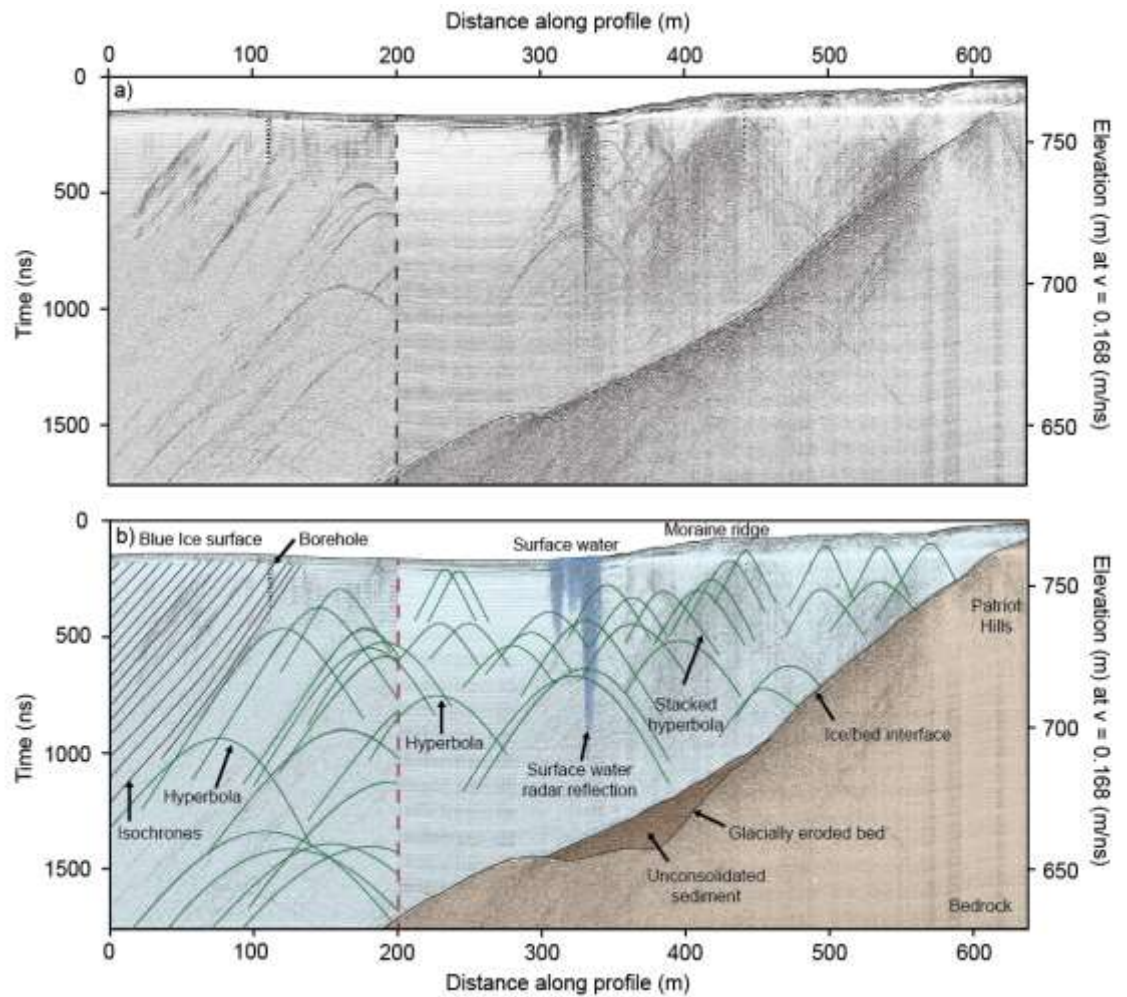 Distance along profile (m)
0 100 200 300 400 500 600
a)
0
500
1000
1500
Time (ns)
750
700
650
Elevation (m) at v = 0.168 (m/ns)
b)
Blue Ice surface
Borehole
Surface water
Moraine ridge
0
500
1000
1500
Time (ns)
750
700
650
Elevation (m) at v = 0.168 (m/ns)
Patriot
Hills
Stacked
hyperbola
Ice/bed interface
Hyperbola
Hyperbola
Surface water
radar reflection
Isochrones
Glacially eroded bed
Unconsolidated
sediment
Bedrock
0 100 200 300 400 500 600
Distance along profile (m)